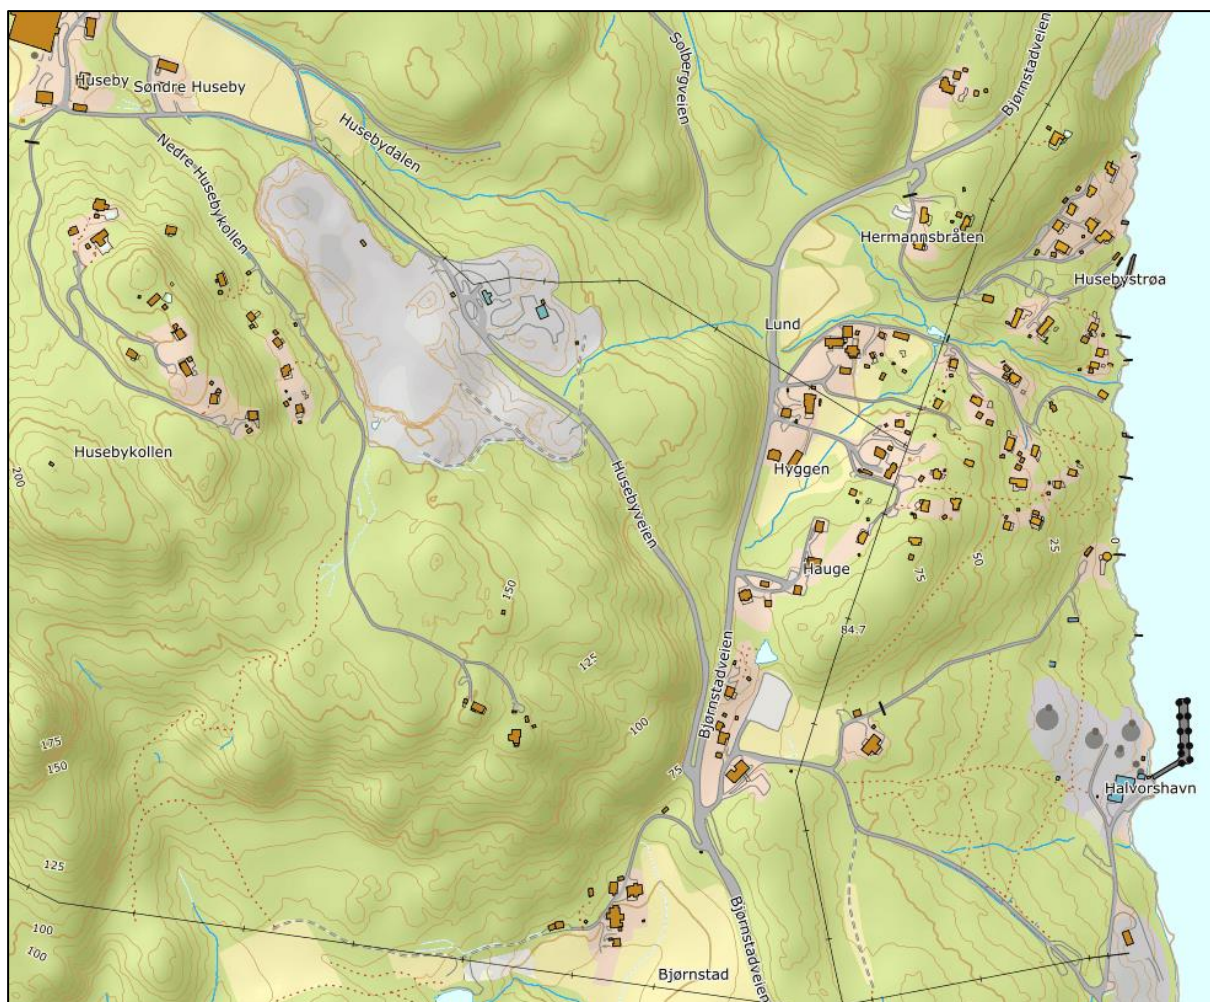 Bjørnstadveien
Solbergveien
Huseby
Søndre Huseby
Husebydalen
Nedre Husebykollen
Hermannsbråten
Husebystrøa
Lund
Husebykollen
200
Hyggen
Husebyveien
0
25
50
75
Hauge
150
84.7
125
Bjørnstadveien
100
175
150
75
Halvorshavn
125
100
100
Bjørnstad
Bjørnstadveien